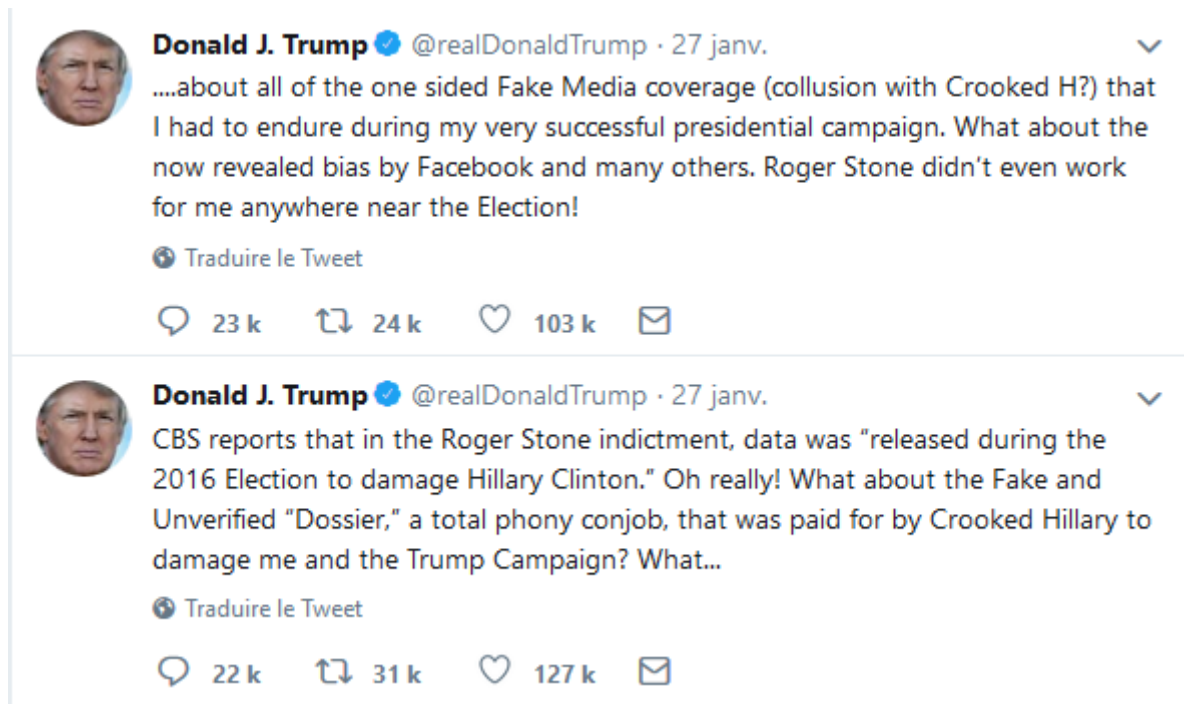 Donald J. Trump @realDonaldTrump · 27 janv.
....about all of the one sided Fake Media coverage (collusion with Crooked H?) that
I had to endure during my very successful presidential campaign. What about the
now revealed bias by Facebook and many others. Roger Stone didn’t even work
for me anywhere near the Election!
Traduire le Tweet
23 k 24 k 103 k
Donald J. Trump @realDonaldTrump · 27 janv.
CBS reports that in the Roger Stone indictment, data was “released during the
2016 Election to damage Hillary Clinton.” Oh really! What about the Fake and
Unverified “Dossier,” a total phony conjob, that was paid for by Crooked Hillary to
damage me and the Trump Campaign? What...
Traduire le Tweet
22 k 31 k 127 k